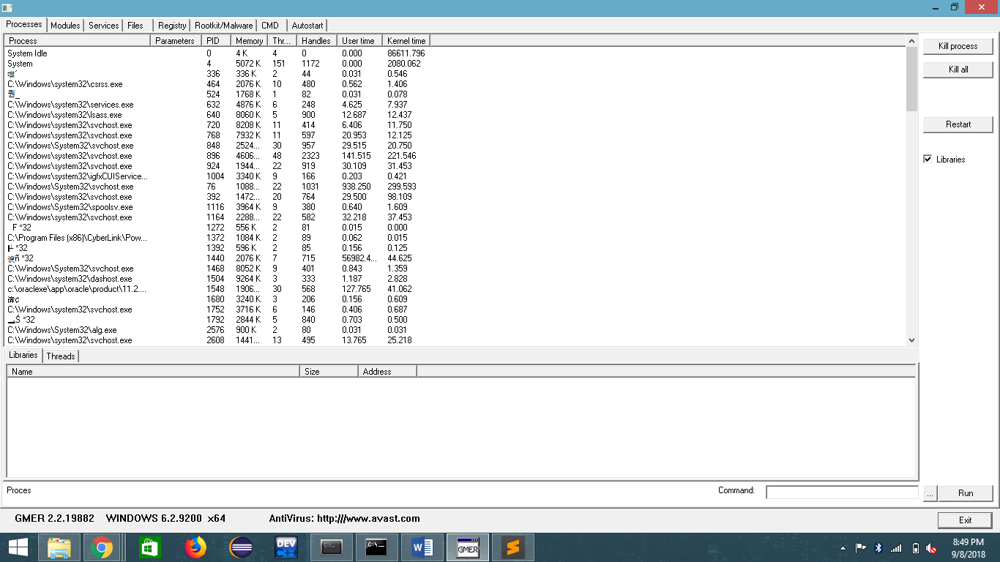 Processes Modules Services Files Registry Rootkit/Malware CMD Autostart
Process Parameters PID Memory Thr... Handles User time Kernel time
System Idle 0 4 K 4 0 0.000 86611.796
System 4 5072 K 151 1172 0.000 2080.062
336 336 K 2 44 0.031 0.546
C:\Windows\system32\csrss.exe 464 2076 K 10 480 0.562 1.406
524 1768 K 1 82 0.031 0.078
C:\Windows\system32\services.exe 632 4876 K 6 248 4.625 7.937
C:\Windows\system32\lsass.exe 640 8060 K 5 900 12.687 12.437
C:\Windows\system32\svchost.exe 720 8208 K 11 414 6.406 11.750
C:\Windows\system32\svchost.exe 768 7932 K 11 597 20.953 12.125
C:\Windows\System32\svchost.exe 848 2524... 30 957 29.515 20.750
C:\Windows\system32\svchost.exe 896 4606... 48 2323 141.515 221.546
C:\Windows\system32\svchost.exe 924 1944... 22 919 30.109 31.453
C:\Windows\system32\igfxCUIService... 1004 3340 K 9 166 0.203 0.421
C:\Windows\System32\svchost.exe 76 1088... 22 1031 938.250 299.593
C:\Windows\system32\svchost.exe 392 1472... 20 764 29.500 98.109
C:\Windows\System32\spoolsv.exe 1116 3964 K 9 380 0.640 1.609
C:\Windows\system32\svchost.exe 1164 2288... 22 582 32.218 37.453
F *32 1272 556 K 2 81 0.015 0.000
C:\Program Files (x86)\CyberLink\Pow... 1372 1084 K 2 89 0.062 0.015
*32 1392 596 K 2 85 0.156 0.125
*32 1440 2076 K 7 715 56982.4... 44.625
C:\Windows\System32\svchost.exe 1468 8052 K 9 401 0.843 1.359
C:\Windows\system32\dashost.exe 1504 9264 K 3 333 1.187 2.828
c:\oraclexe\app\oracle\product\11.2.... 1548 1906... 30 568 127.765 41.062
1680 3240 K 3 206 0.156 0.609
C:\Windows\system32\svchost.exe 1752 3716 K 6 146 0.406 0.687
*32 1792 2844 K 5 840 0.703 0.500
C:\Windows\System32\alg.exe 2576 900 K 2 80 0.031 0.031
C:\Windows\system32\svchost.exe 2608 1441... 13 495 13.765 25.218
Kill process
Kill all
Restart
Libraries
Libraries Threads
Name Size Address
Proces Command: ... Run
GMER 2.2.19882 WINDOWS 6.2.9200 x64 AntiVirus: http:///www.avast.com Exit
DEV C++
C:\_
C:\_
W
GMER
S
8:49 PM
9/8/2018